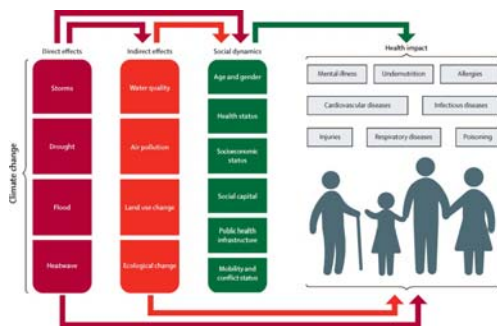 Direct effects
Indirect effects
Social dynamics
Health impact
Climate change
Storms
Drought
Flood
Heatwave
Water quality
Air pollution
Land use change
Ecological change
Age and gender
Health status
Socioeconomic
status
Social capital
Public health
infrastructure
Mobility and
conflict status
Mental illness
Undernutrition
Allergies
Cardiovascular diseases
Infectious diseases
Injuries
Respiratory diseases
Poisoning